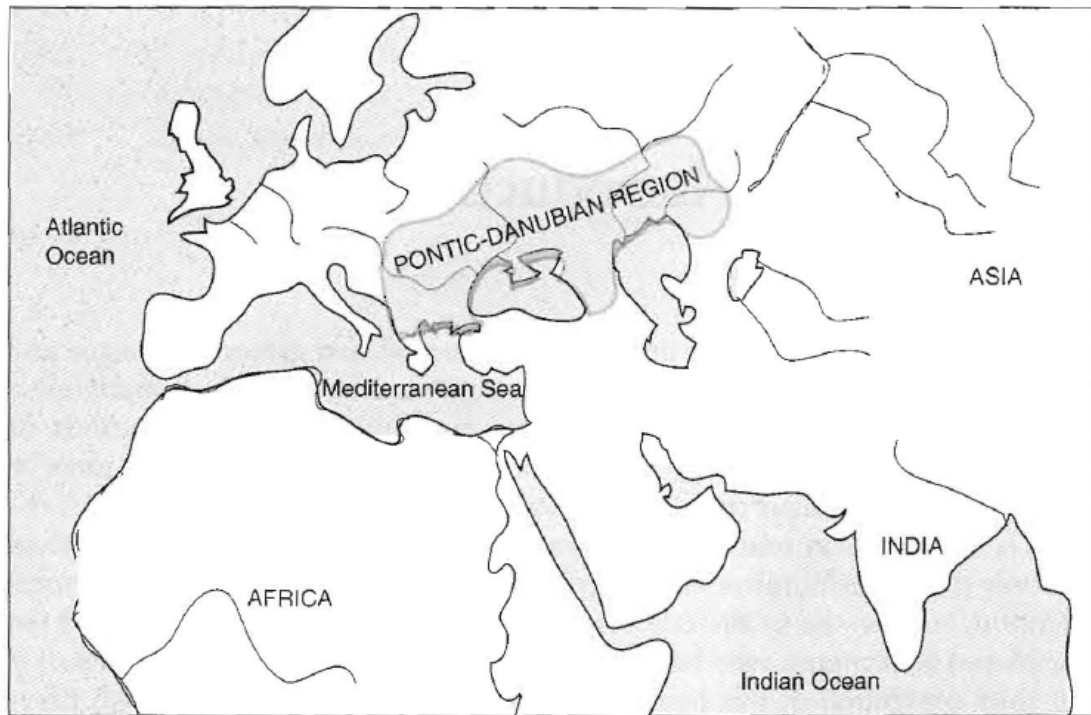 PONTIC-DANUBIAN REGION
Atlantic
Ocean
ASIA
Mediterranean Sea
INDIA
AFRICA
Indian Ocean